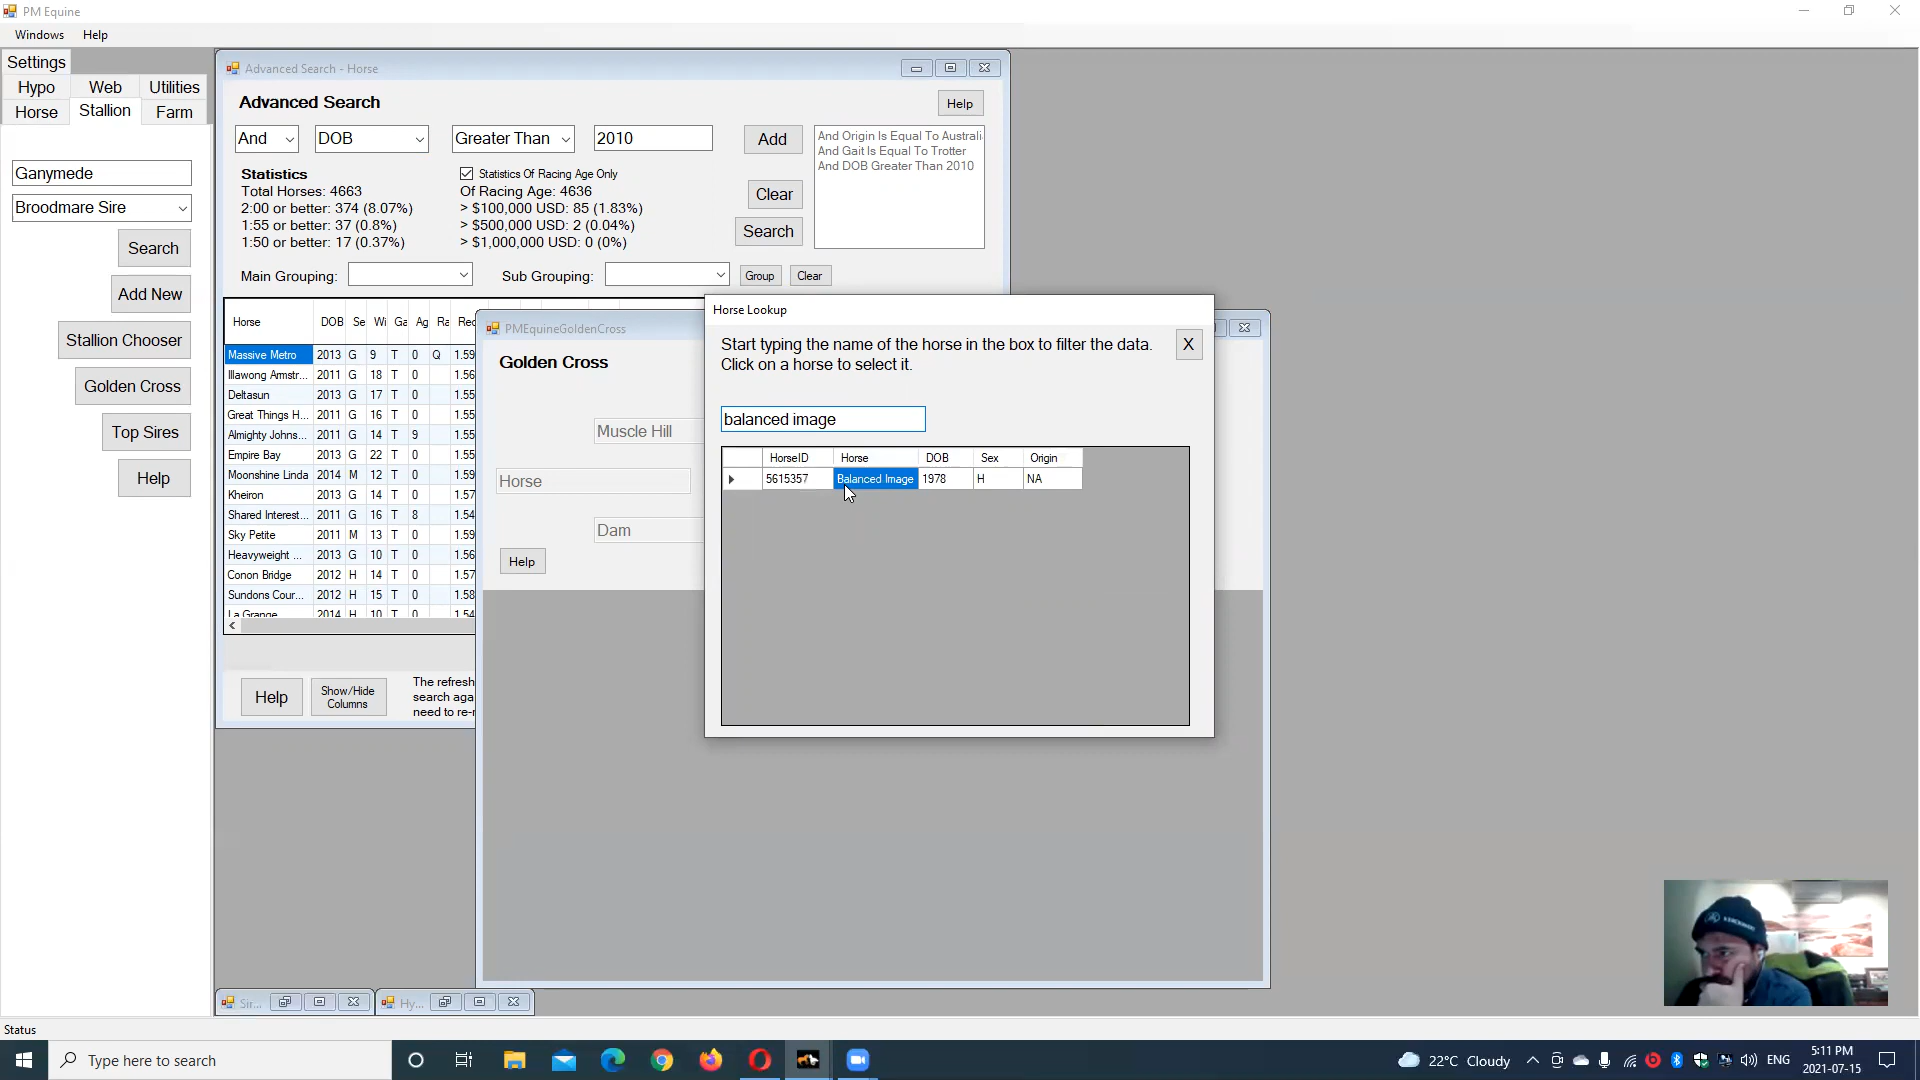 PM Equine
Windows Help
Settings
Hypo Web Utilities
Horse Stallion Farm
Ganymede
Broodmare Sire
Search
Add New
Stallion Chooser
Golden Cross
Top Sires
Help
Advanced Search - Horse
Advanced Search
Help
And DOB Greater Than 2010 Add
And Origin Is Equal To Australi
And Gait Is Equal To Trotter
And DOB Greater Than 2010
Statistics
Statistics Of Racing Age Only
Total Horses: 4663
Of Racing Age: 4636
2:00 or better: 374 (8.07%)
> $100,000 USD: 85 (1.83%)
1:55 or better: 37 (0.8%)
> $500,000 USD: 2 (0.04%)
1:50 or better: 17 (0.37%)
> $1,000,000 USD: 0 (0%)
Clear
Search
Main Grouping: Sub Grouping: Group Clear
Horse DOB Se Wi Ga Ag Ra Rec
Massive Metro 2013 G 9 T 0 Q 1.59
Illawong Armstr... 2011 G 18 T 0 1.56
Deltasun 2013 G 17 T 0 1.55
Great Things H... 2011 G 16 T 0 1.55
Almighty Johns... 2011 G 14 T 9 1.55
Empire Bay 2013 G 22 T 0 1.55
Moonshine Linda 2014 M 12 T 0 1.56
Kheiron 2013 G 14 T 0 1.57
Shared Interest... 2011 G 16 T 8 1.54
Sky Petite 2011 M 13 T 0 1.59
Heavyweight ... 2013 G 10 T 0 1.56
Conon Bridge 2012 H 14 T 0 1.57
Sundons Cour... 2012 H 15 T 0 1.58
La Grange 2014 H 10 T 0 1.54
Help
Show/Hide
Columns
The refresh
search aga
need to re-r
PMEquineGoldenCross
Golden Cross
Muscle Hill
Horse
Dam
Help
Horse Lookup
Start typing the name of the horse in the box to filter the data.
Click on a horse to select it.
X
balanced image
HorseID Horse DOB Sex Origin
5615357 Balanced Image 1978 H NA
Sir...
Hy...
Status
Type here to search
22°C Cloudy
ENG
5:11 PM
2021-07-15